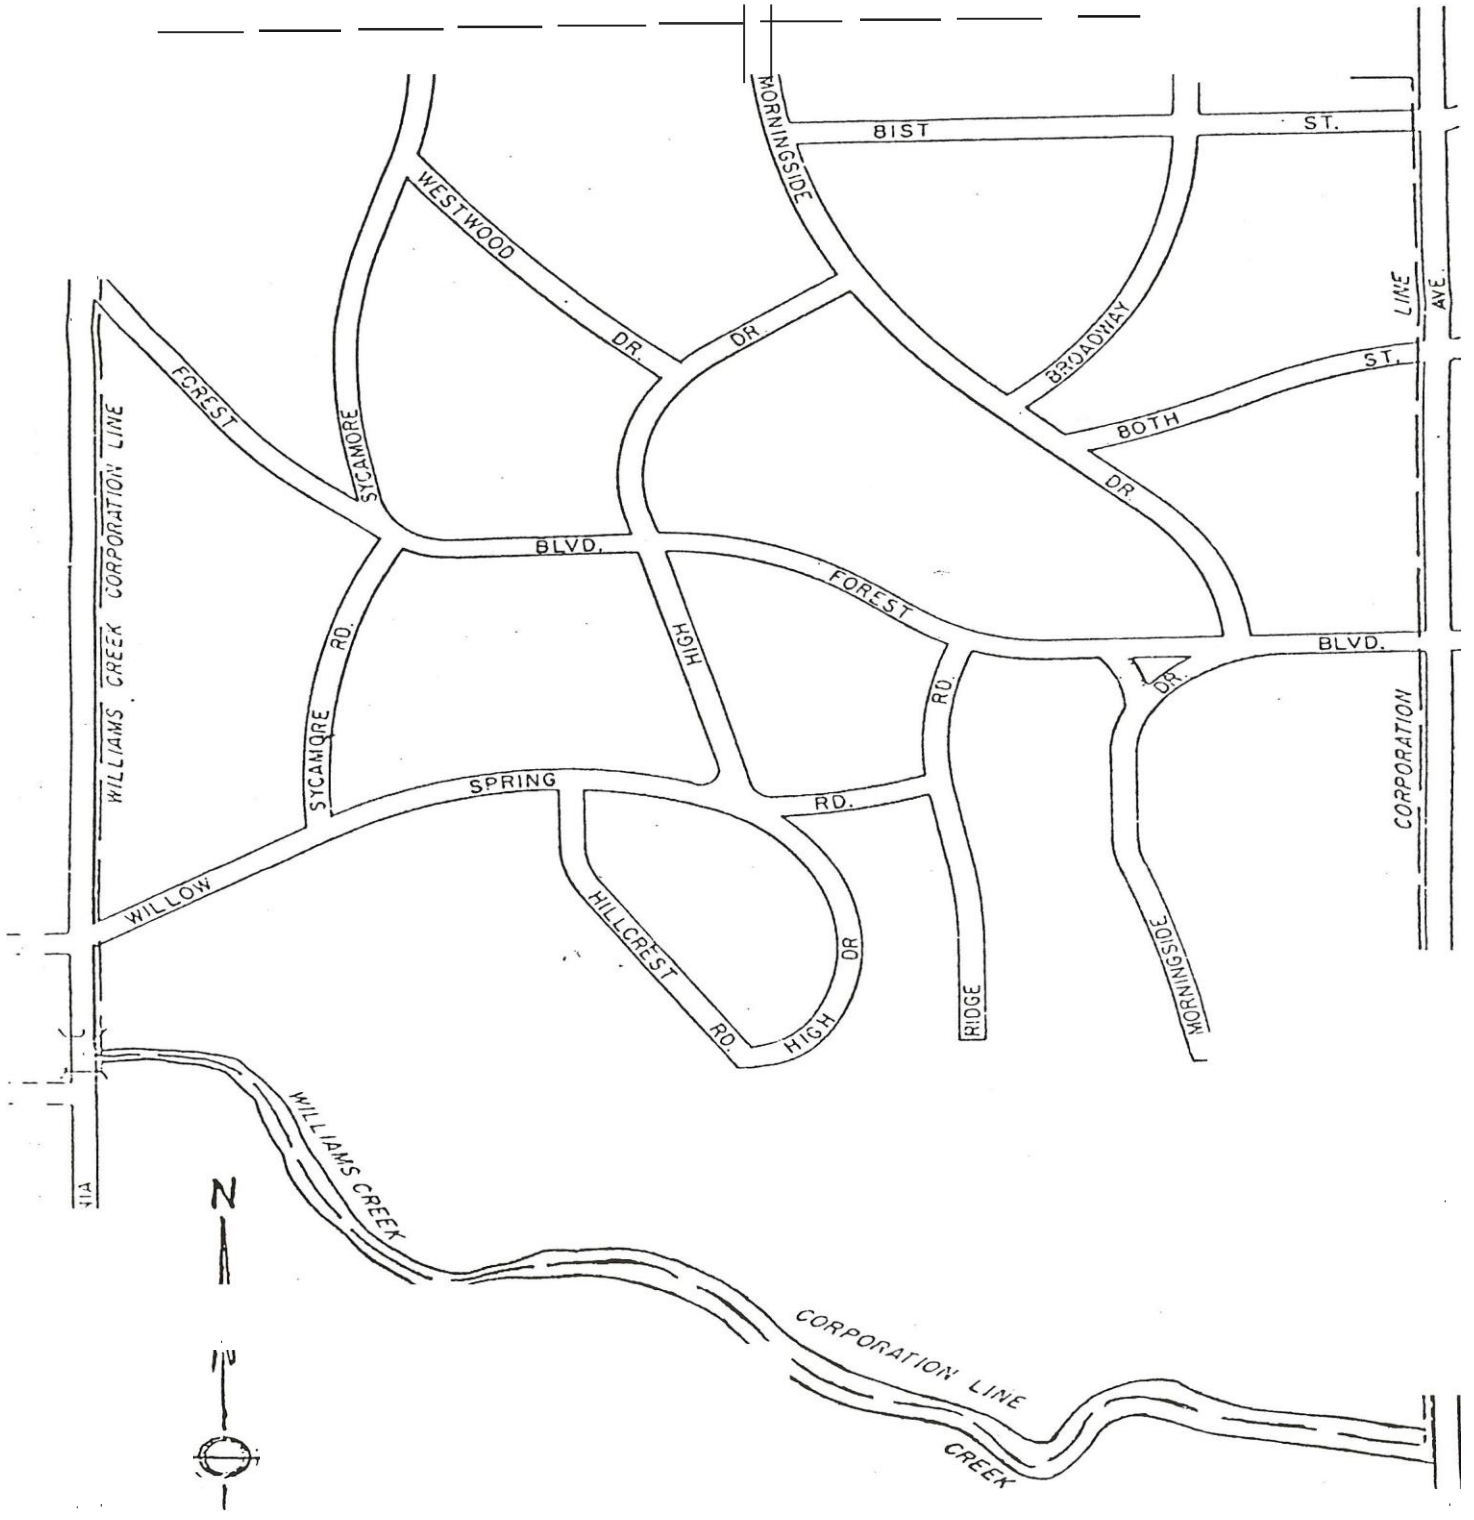 MORNINGSIDE
81ST
ST.
WESTWOOD
DR.
DR
LINE
AVE.
BROADWAY
ST.
FOREST
SYCAMORE
80TH
WILLIAMS CREEK CORPORATION LINE
DR.
BLVD.
FOREST
HIGH
RD.
BLVD.
RD.
DR.
SYCAMORE
CORPORATION
SPRING
RD.
WILLOW
HILLCREST
RD.
DR
HIGH
RIDGE
MORNINGSIDE
WILLIAMS CREEK
NIA
N
CORPORATION LINE
CREEK